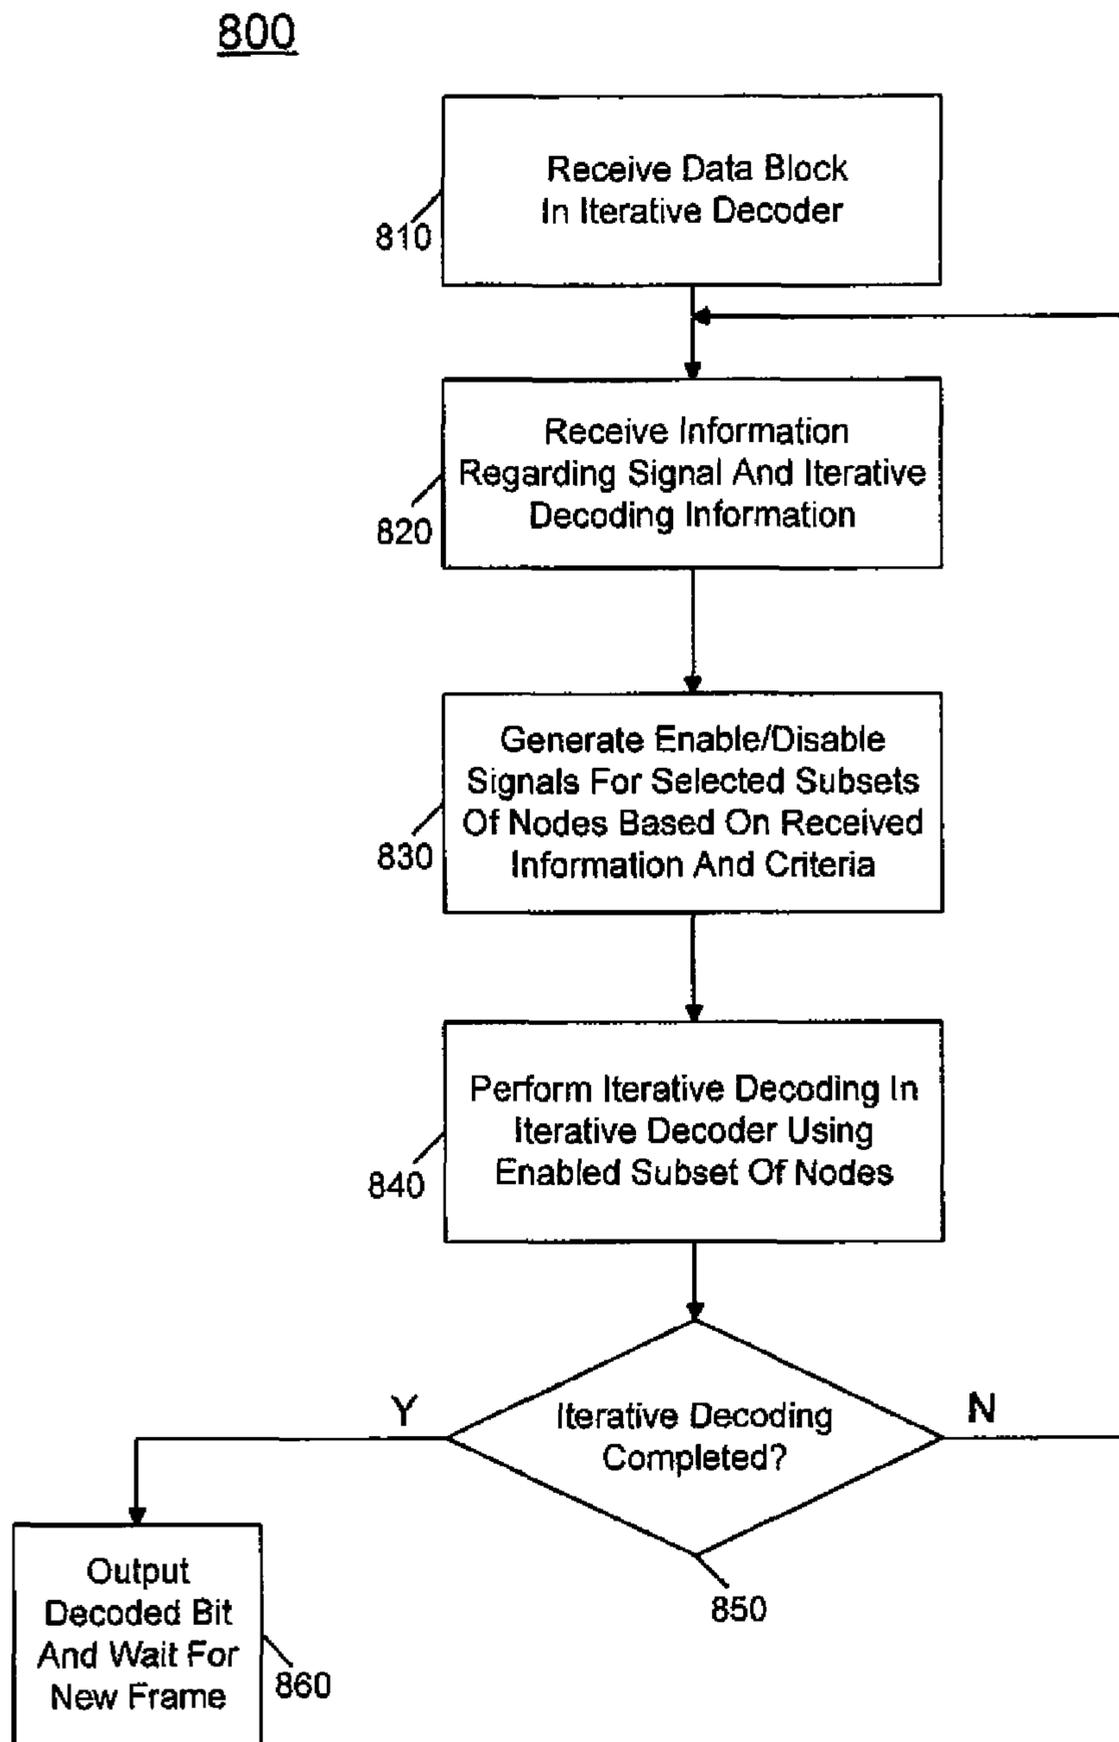 800
Receive Data Block
In Iterative Decoder
810
Receive Information
Regarding Signal And Iterative
Decoding Information
820
Generate Enable/Disable
Signals For Selected Subsets
Of Nodes Based On Received
Information And Criteria
830
Perform Iterative Decoding In
Iterative Decoder Using
Enabled Subset Of Nodes
840
Y
Iterative Decoding
Completed?
N
850
Output
Decoded Bit
And Wait For
New Frame
860